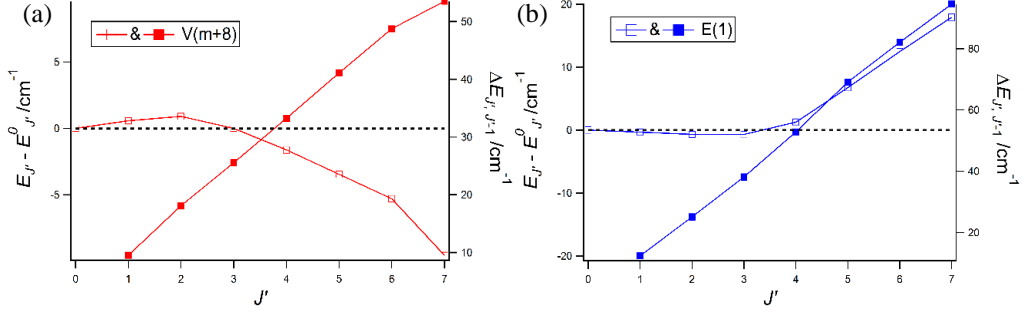 (a)
& V(m+8)
E_J' - E^0_J' /cm^-1
5
0
-5
50
40
30
20
10
ΔE_J', J'-1 /cm^-1
0 1 2 3 4 5 6 7
J'
(b)
& E(1)
E_J' - E^0_J' /cm^-1
20
10
0
-10
-20
80
60
40
20
ΔE_J', J'-1 /cm^-1
0 1 2 3 4 5 6 7
J'